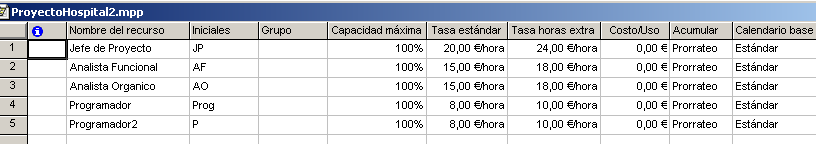 ProyectoHospital2.mpp
Nombre del recurso Iniciales Grupo Capacidad máxima Tasa estándar Tasa horas extra Costo/Uso Acumular Calendario base
1 Jefe de Proyecto JP 100% 20,00 €/hora 24,00 €/hora 0,00 € Prorrateo Estándar
2 Analista Funcional AF 100% 15,00 €/hora 18,00 €/hora 0,00 € Prorrateo Estándar
3 Analista Organico AO 100% 15,00 €/hora 18,00 €/hora 0,00 € Prorrateo Estándar
4 Programador Prog 100% 8,00 €/hora 10,00 €/hora 0,00 € Prorrateo Estándar
5 Programador2 P 100% 8,00 €/hora 10,00 €/hora 0,00 € Prorrateo Estándar